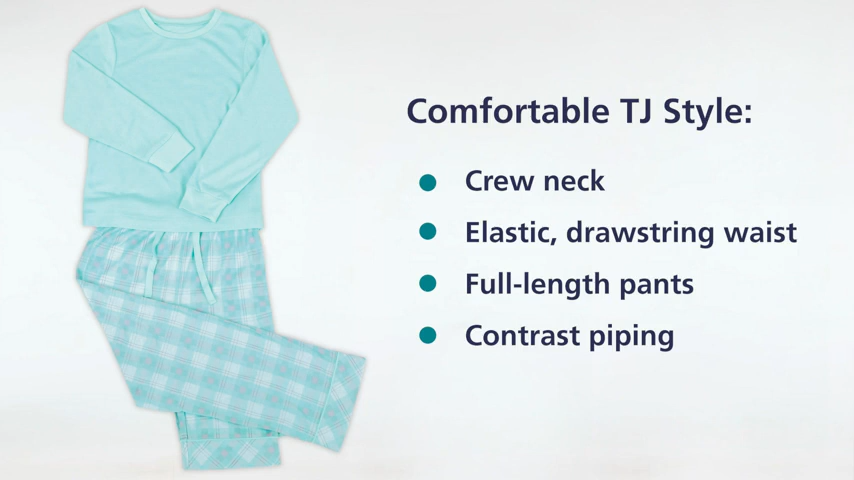 Comfortable TJ Style:
Crew neck
Elastic, drawstring waist
Full-length pants
Contrast piping